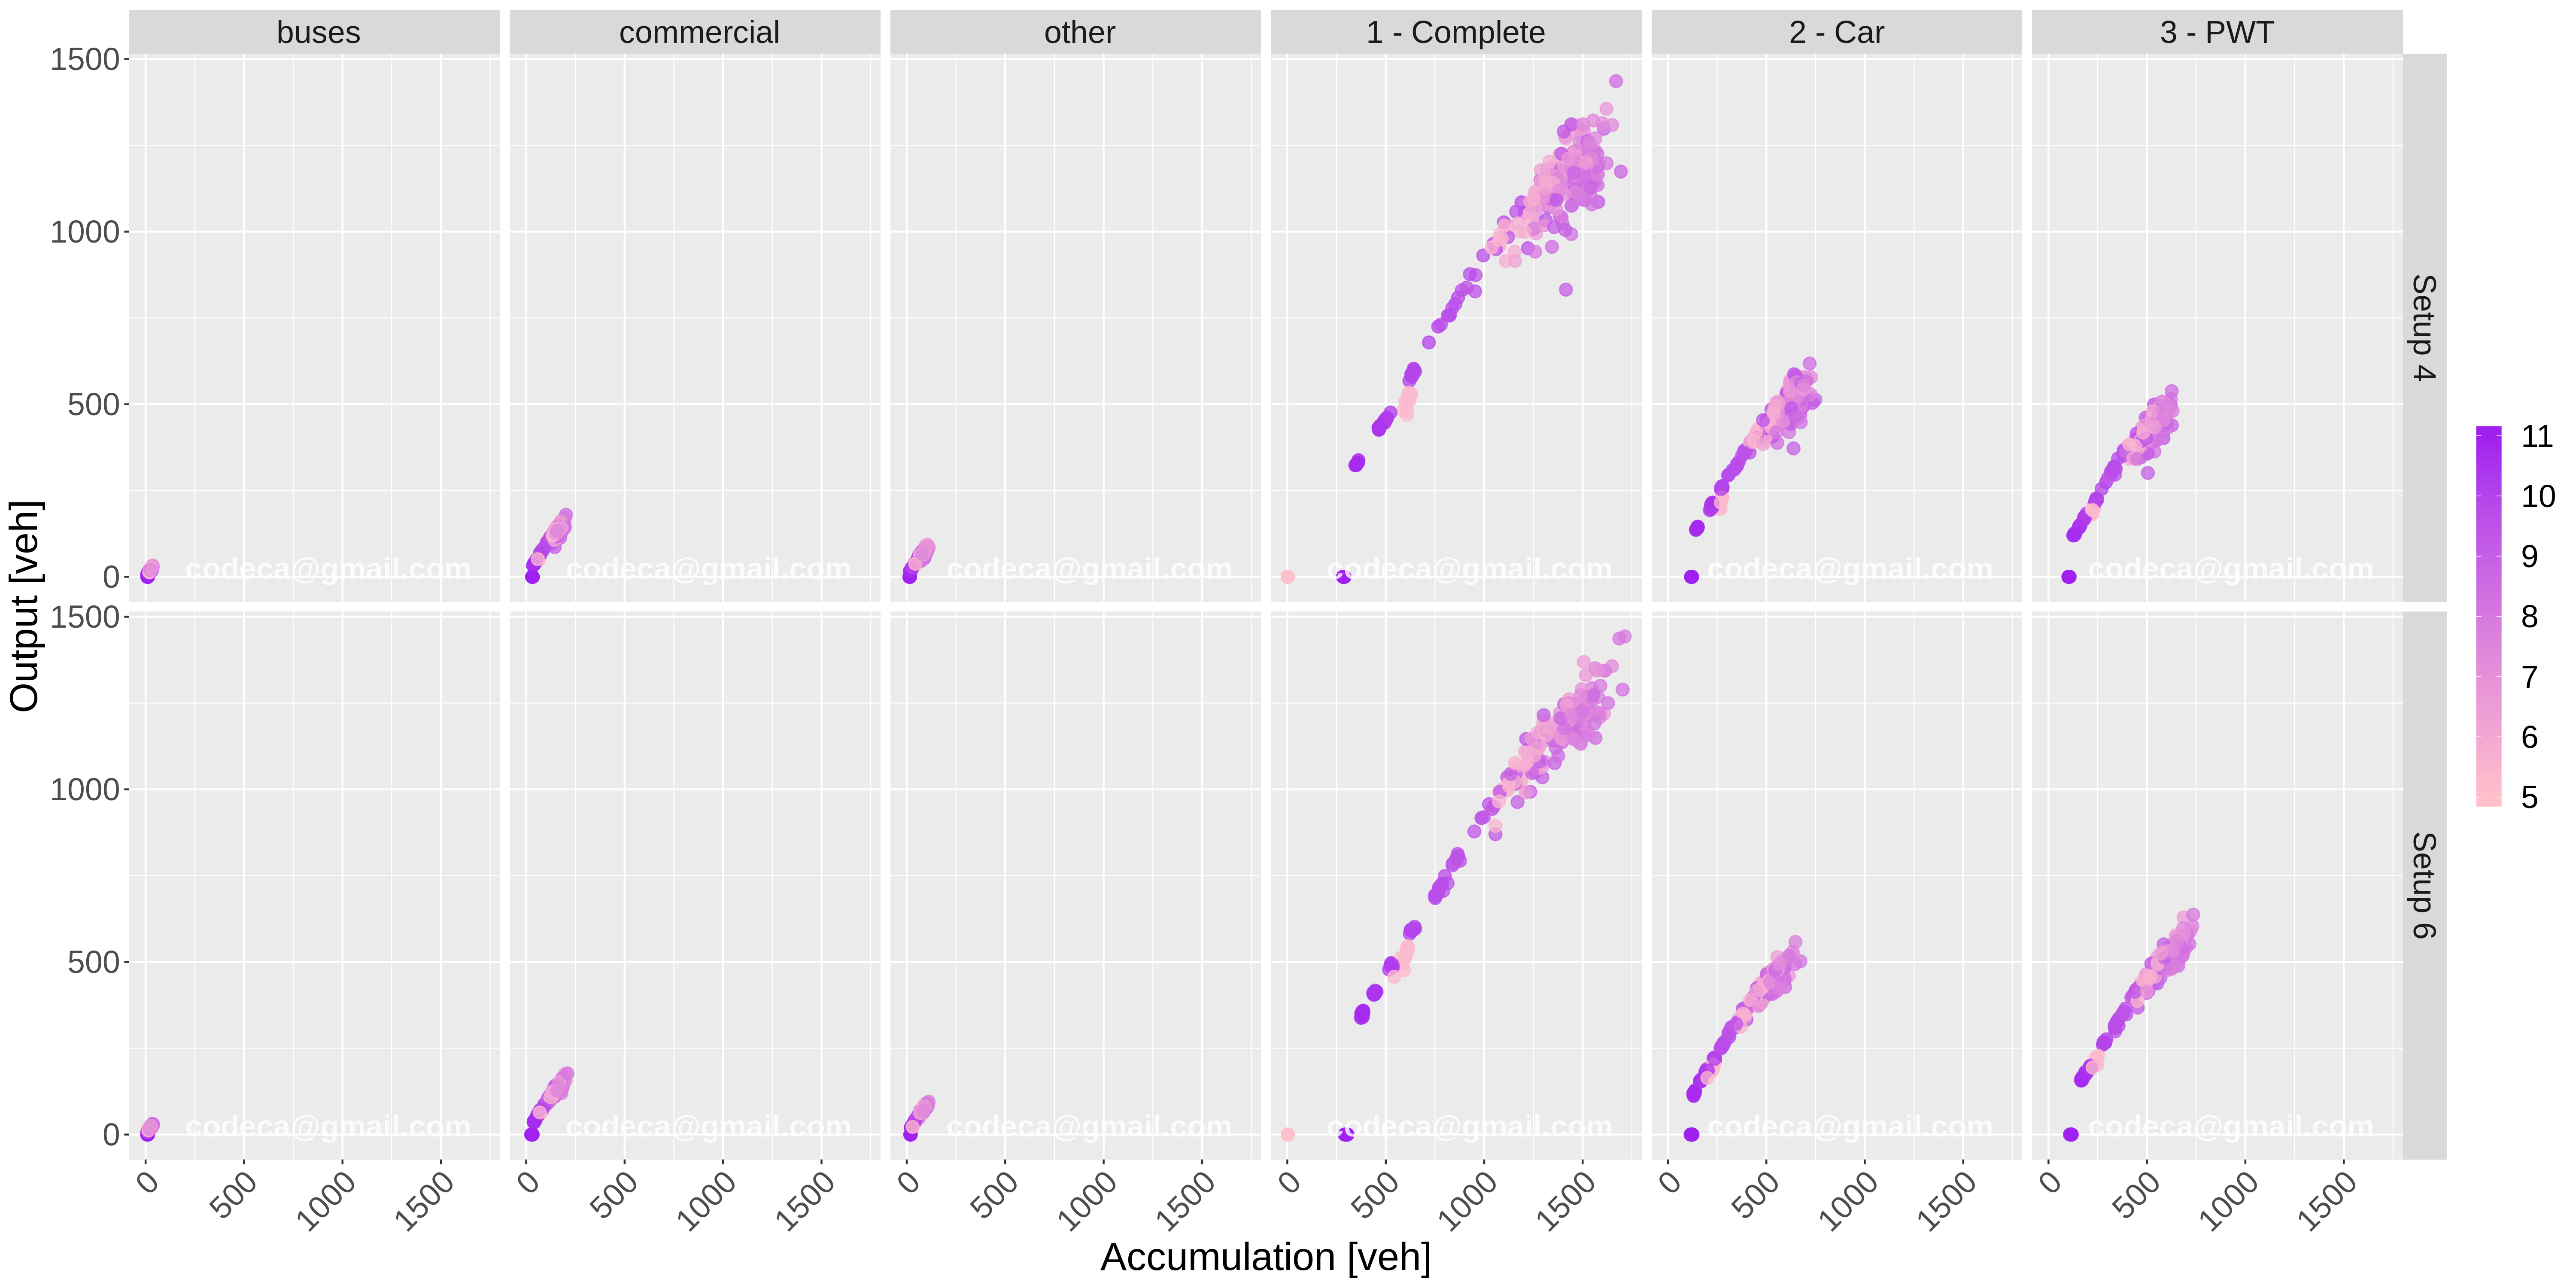 buses commercial other 1 - Complete 2 - Car 3 - PWT
1500
1000
500
0
codeca@gmail.com codeca@gmail.com codeca@gmail.com codeca@gmail.com codeca@gmail.com codeca@gmail.com
Setup 4
1500
1000
500
0
codeca@gmail.com codeca@gmail.com codeca@gmail.com codeca@gmail.com codeca@gmail.com codeca@gmail.com
Setup 6
0 500 1000 1500 0 500 1000 1500 0 500 1000 1500 0 500 1000 1500 0 500 1000 1500 0 500 1000 1500
Accumulation [veh]
Output [veh]
11
10
9
8
7
6
5